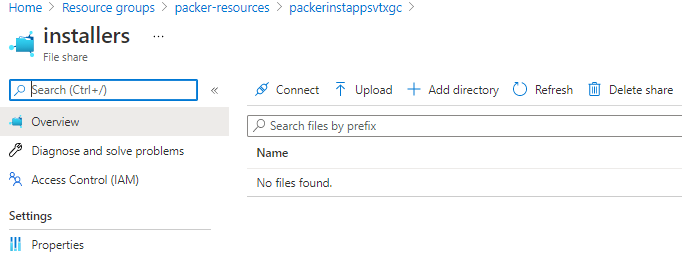 Home > Resource groups > packer-resources > packerinstappsvtxgc >
installers ...
File share
Search (Ctrl+/) «
Connect Upload + Add directory Refresh Delete share
Overview
Search files by prefix
Diagnose and solve problems
Name
Access Control (IAM)
No files found.
Settings
Properties